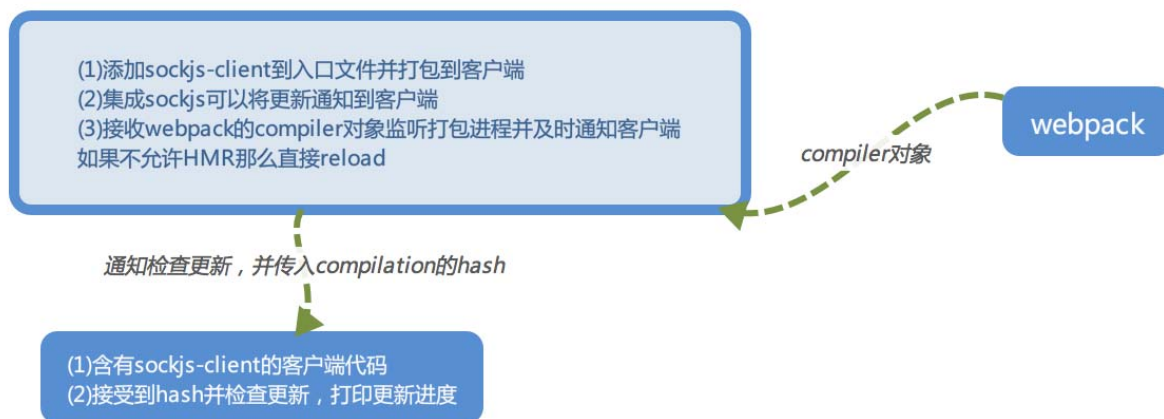 (1)添加sockjs-client到入口文件并打包到客户端
(2)集成sockjs可以将更新通知到客户端
(3)接收webpack的compiler对象监听打包进程并及时通知客户端
如果不允许HMR那么直接reload
webpack
compiler对象
通知检查更新，并传入compilation的hash
(1)含有sockjs-client的客户端代码
(2)接受到hash并检查更新，打印更新进度